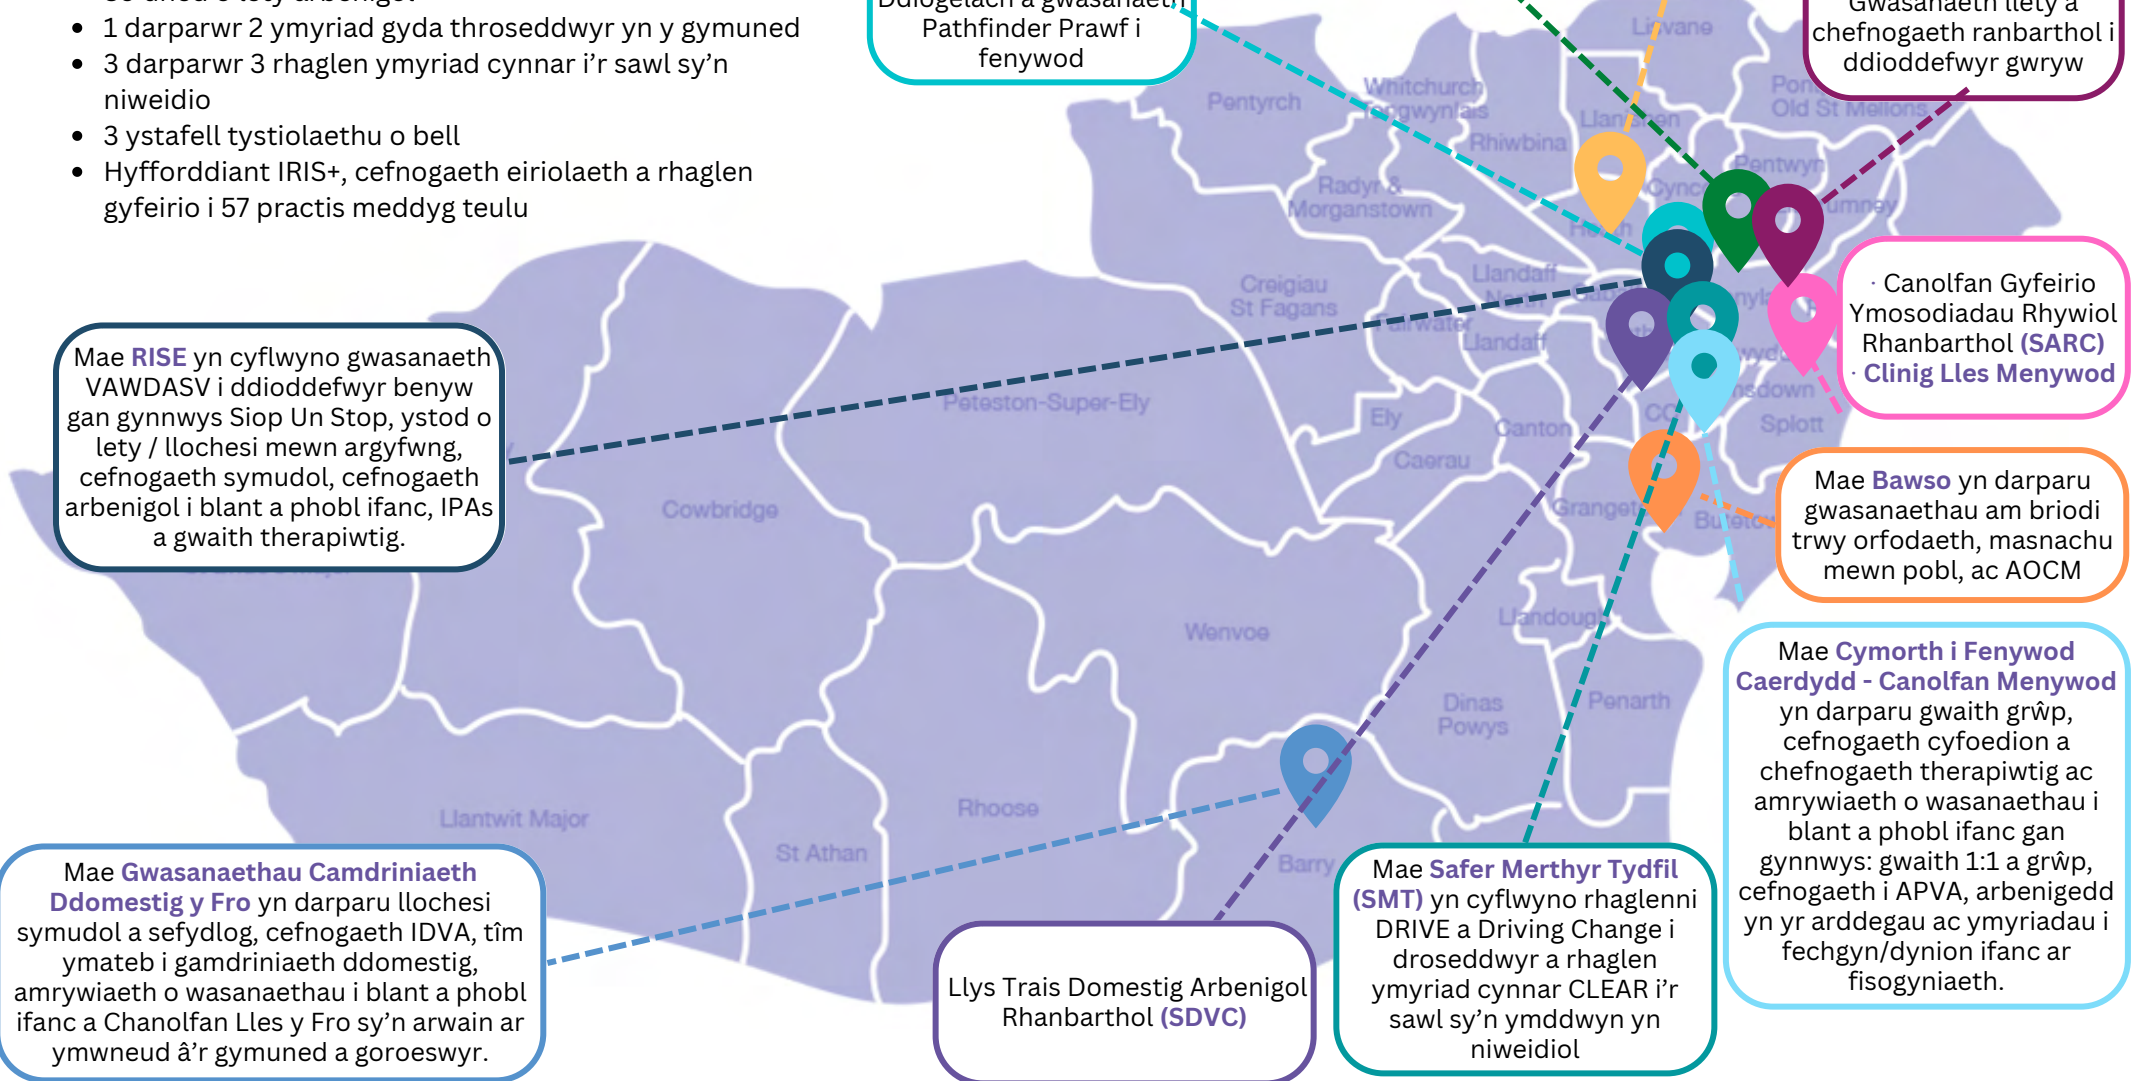 • 1 darparwr 2 ymyriad gyda throseddwyr yn y gymuned
• 3 darparwr 3 rhaglen ymyriad cynnar i'r sawl sy'n
niweidio
• 3 ystafell tystiolaethu o bell
• Hyfforddiant IRIS+, cefnogaeth eiriolaeth a rhaglen
gyfeirio i 57 practis meddyg teulu
Pathfinder Prawf i
fenywod
Gwasanaeth llety a
chefnogaeth ranbarthol i
ddioddefwyr gwryw
Lisvane
Pentyrch
Whitchurch
Tongwynlais
Rhiwbina
Llanishen
Old St Mellons
Pentwyn
Radyr &
Morganstown
Heath
Creigiau
St Fagans
Llandaff
North
Fairwater
Llandaff
Peteston-Super-Ely
Ely
Canton
Caerau
Splott
Cowbridge
Wenvoe
Llandough
Dinas
Powys
Penarth
Llantwit Major
Rhoose
St Athan
Barry
Mae RISE yn cyflwyno gwasanaeth
VAWDASV i ddioddefwyr benyw
gan gynnwys Siop Un Stop, ystod o
lety / llochesi mewn argyfwng,
cefnogaeth symudol, cefnogaeth
arbenigol i blant a phobl ifanc, IPAs
a gwaith therapiwtig.
· Canolfan Gyfeirio
Ymosodiadau Rhywiol
Rhanbarthol (SARC)
· Clinig Lles Menywod
Mae Bawso yn darparu
gwasanaethau am briodi
trwy orfodaeth, masnachu
mewn pobl, ac AOCM
Mae Cymorth i Fenywod
Caerdydd - Canolfan Menywod
yn darparu gwaith grŵp,
cefnogaeth cyfoedion a
chefnogaeth therapiwtig ac
amrywiaeth o wasanaethau i
blant a phobl ifanc gan
gynnwys: gwaith 1:1 a grŵp,
cefnogaeth i APVA, arbenigedd
yn yr arddegau ac ymyriadau i
fechgyn/dynion ifanc ar
fisogyniaeth.
Mae Gwasanaethau Camdriniaeth
Ddomestig y Fro yn darparu llochesi
symudol a sefydlog, cefnogaeth IDVA, tîm
ymateb i gamdriniaeth ddomestig,
amrywiaeth o wasanaethau i blant a phobl
ifanc a Chanolfan Lles y Fro sy'n arwain ar
ymwneud â'r gymuned a goroeswyr.
Llys Trais Domestig Arbenigol
Rhanbarthol (SDVC)
Mae Safer Merthyr Tydfil
(SMT) yn cyflwyno rhaglenni
DRIVE a Driving Change i
droseddwyr a rhaglen
ymyriad cynnar CLEAR i'r
sawl sy'n ymddwyn yn
niweidiol